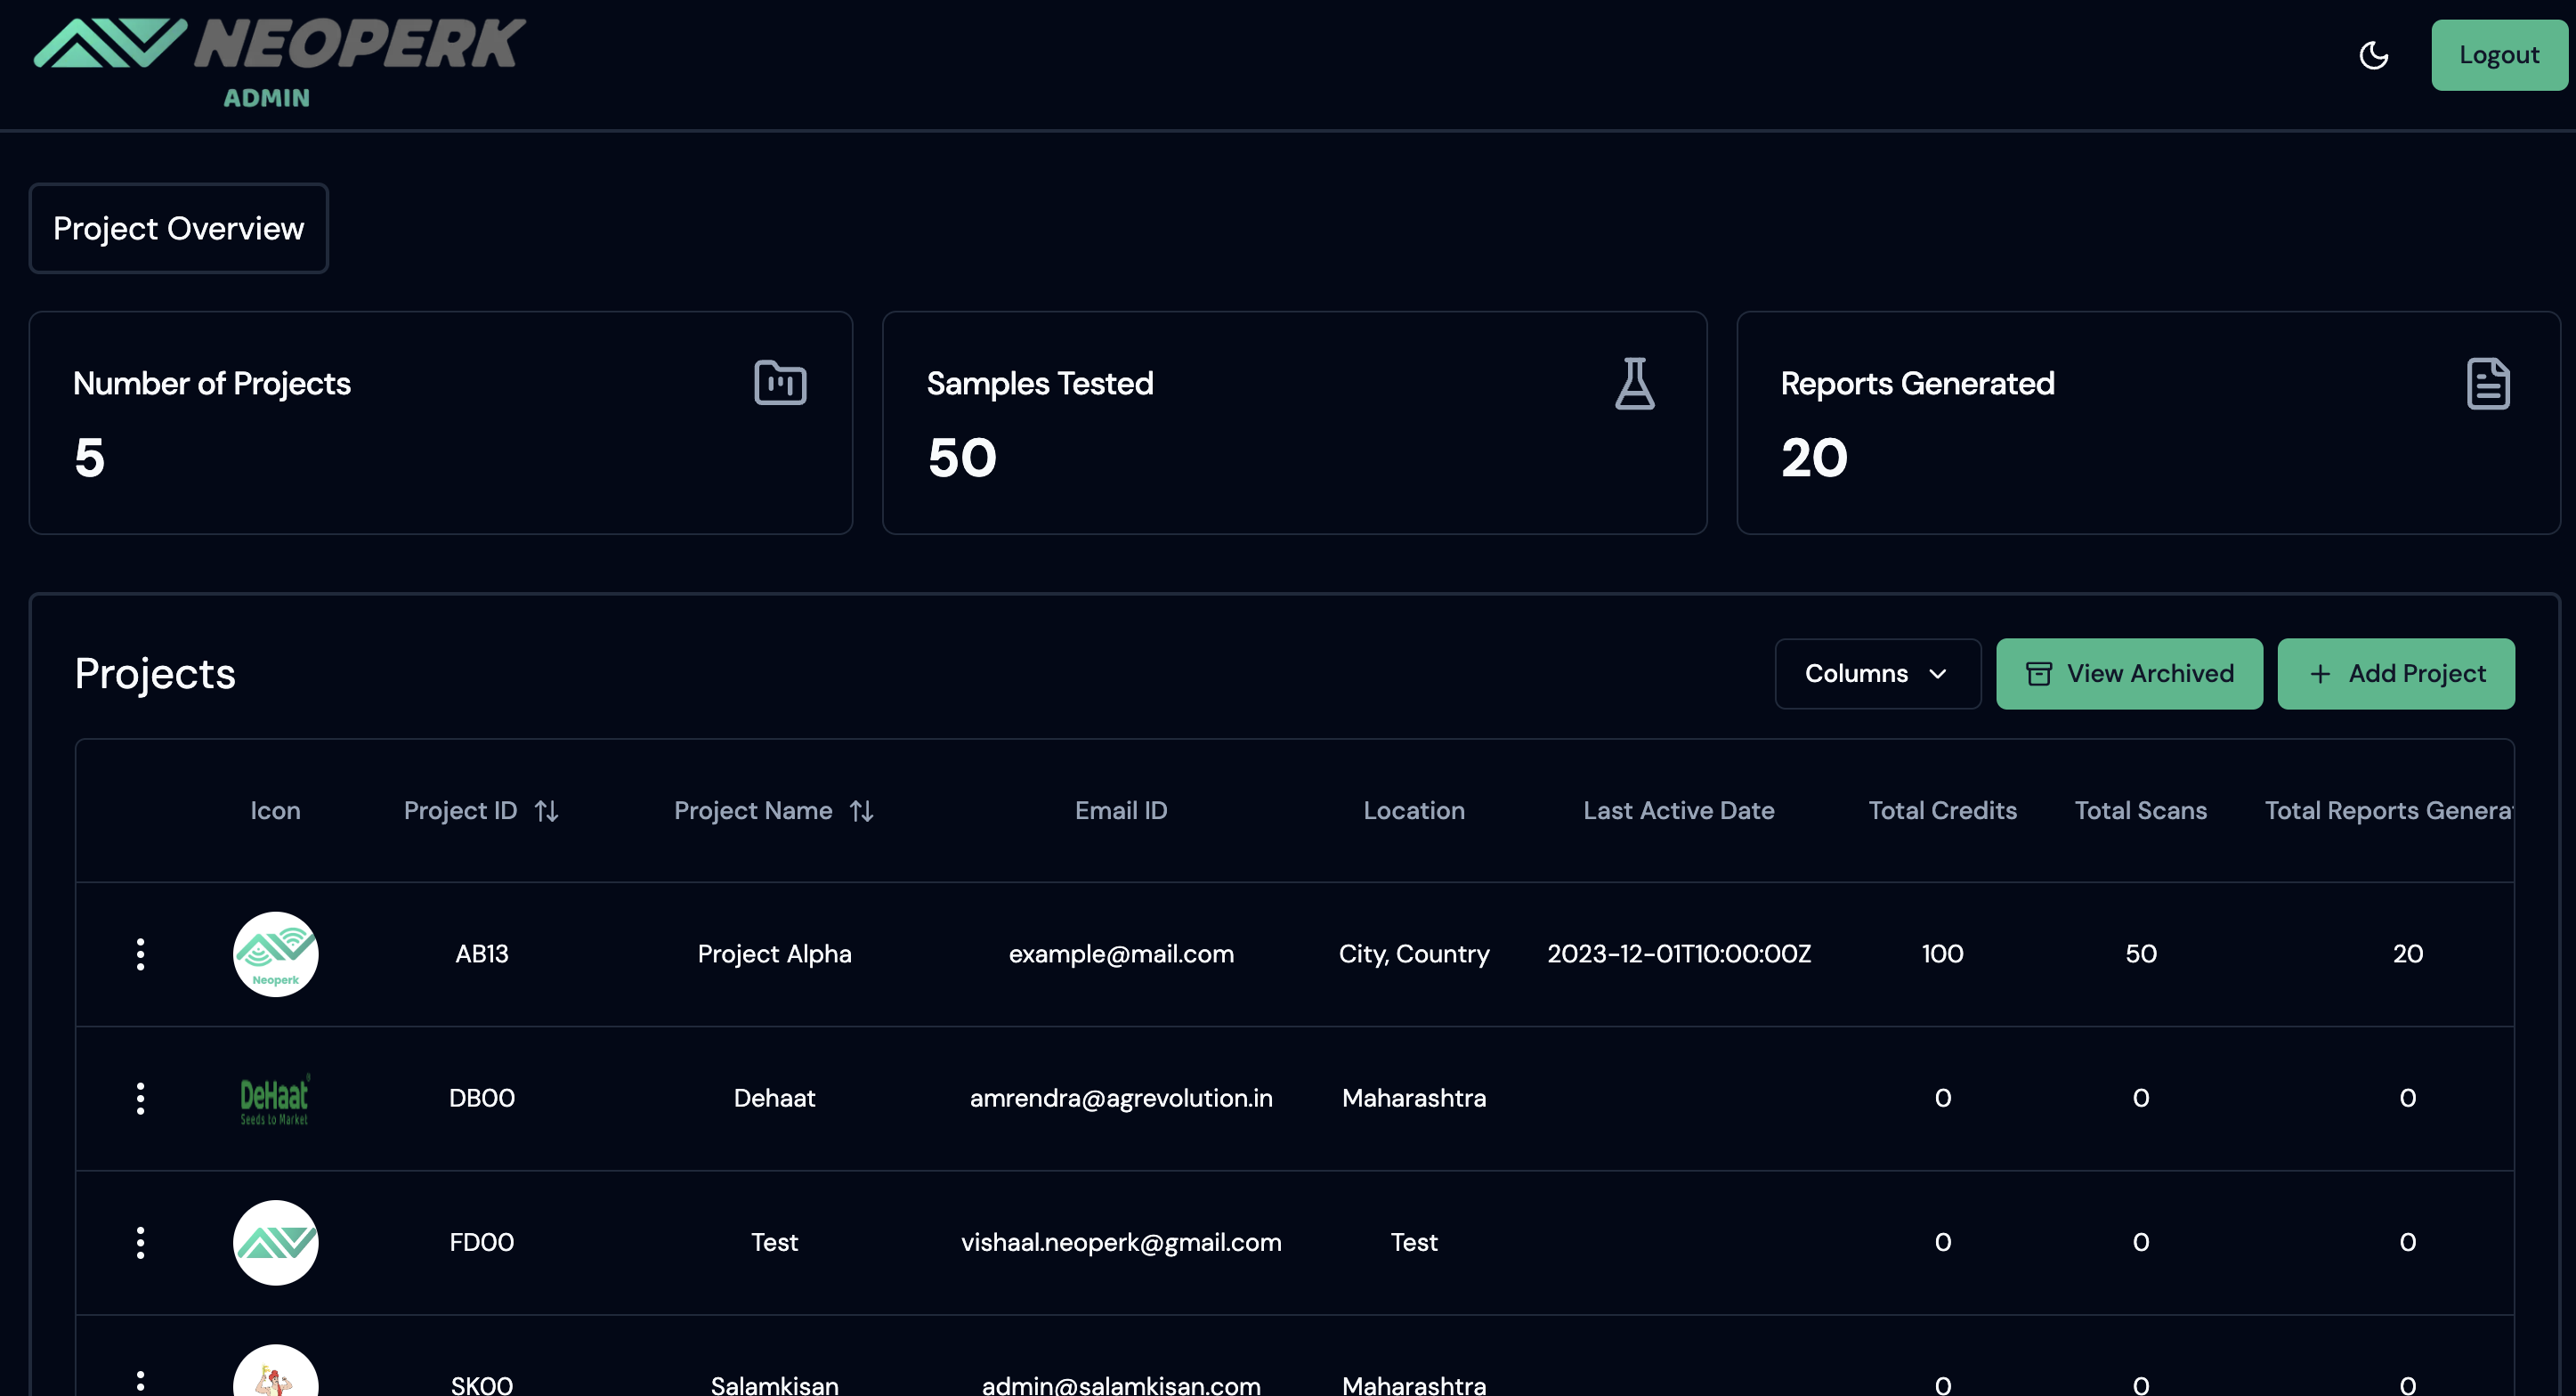 NEOPERK
ADMIN
Logout
Project Overview
Number of Projects
5
Samples Tested
50
Reports Generated
20
Projects
Columns
View Archived
Add Project
Icon Project ID Project Name Email ID Location Last Active Date Total Credits Total Scans Total Reports Genera
Neoperk
AB13 Project Alpha example@mail.com City, Country 2023-12-01T10:00:00Z 100 50 20
DeHaat
Seeds to Market
DB00 Dehaat amrendra@agrevolution.in Maharashtra 0 0 0
FD00 Test vishaal.neoperk@gmail.com Test 0 0 0
SK00 Salamkisan admin@salamkisan.com Maharashtra 0 0 0